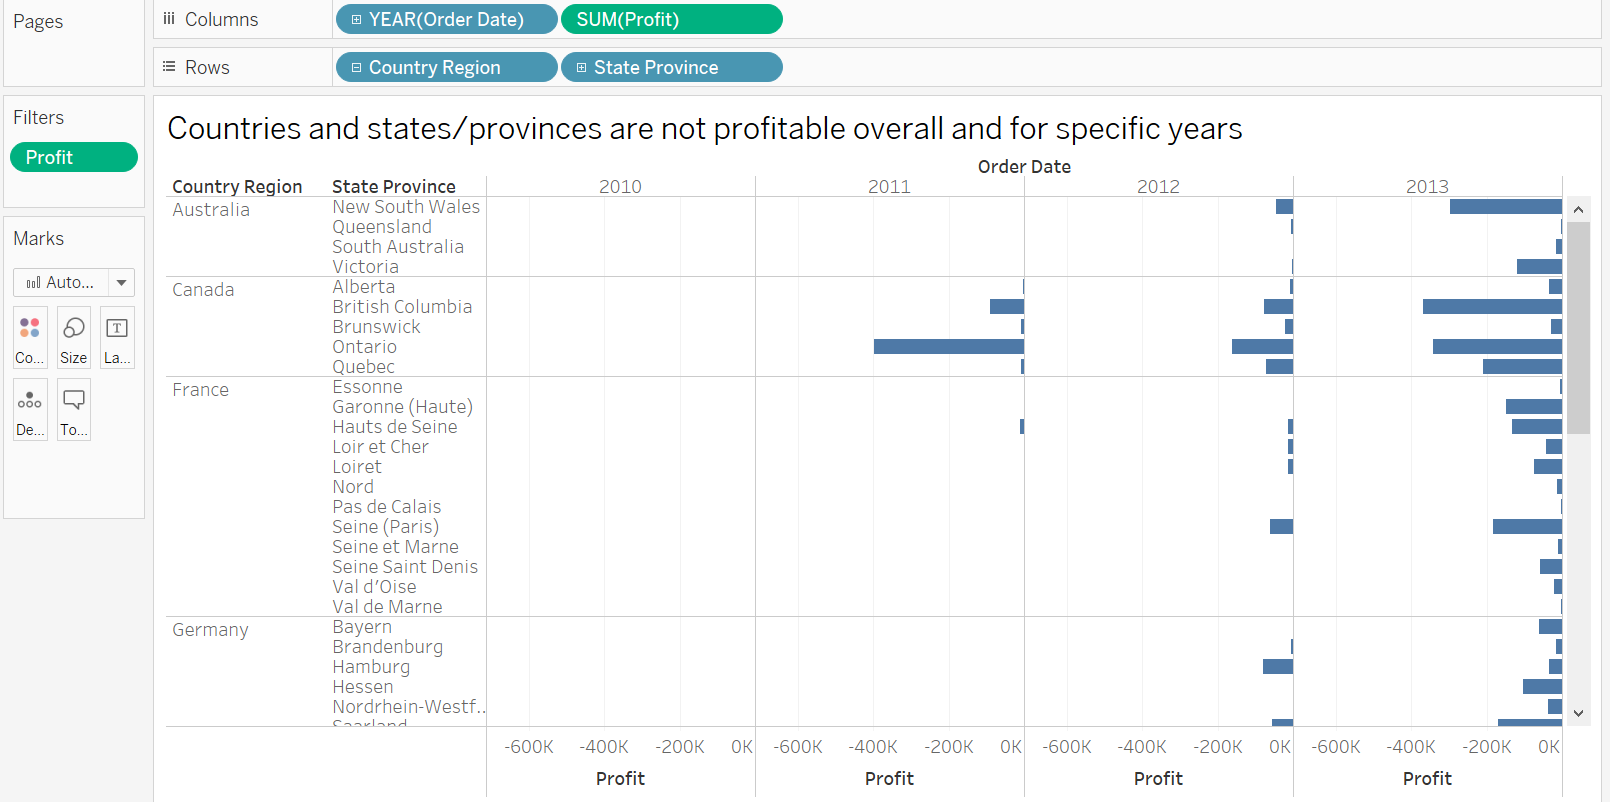 Pages
Columns YEAR(Order Date) SUM(Profit)
Rows Country Region State Province
Filters
Profit
Marks
Auto...
Co... Size La...
De... To...
Countries and states/provinces are not profitable overall and for specific years
Order Date
Country Region State Province 2010 2011 2012 2013
Australia New South Wales
Queensland
South Australia
Victoria
Canada Alberta
British Columbia
Brunswick
Ontario
Quebec
France Essonne
Garonne (Haute)
Hauts de Seine
Loir et Cher
Loiret
Nord
Pas de Calais
Seine (Paris)
Seine et Marne
Seine Saint Denis
Val d'Oise
Val de Marne
Germany Bayern
Brandenburg
Hamburg
Hessen
Nordrhein-Westf..
Saarland
-600K -400K -200K 0K -600K -400K -200K 0K -600K -400K -200K 0K -600K -400K -200K 0K
Profit Profit Profit Profit